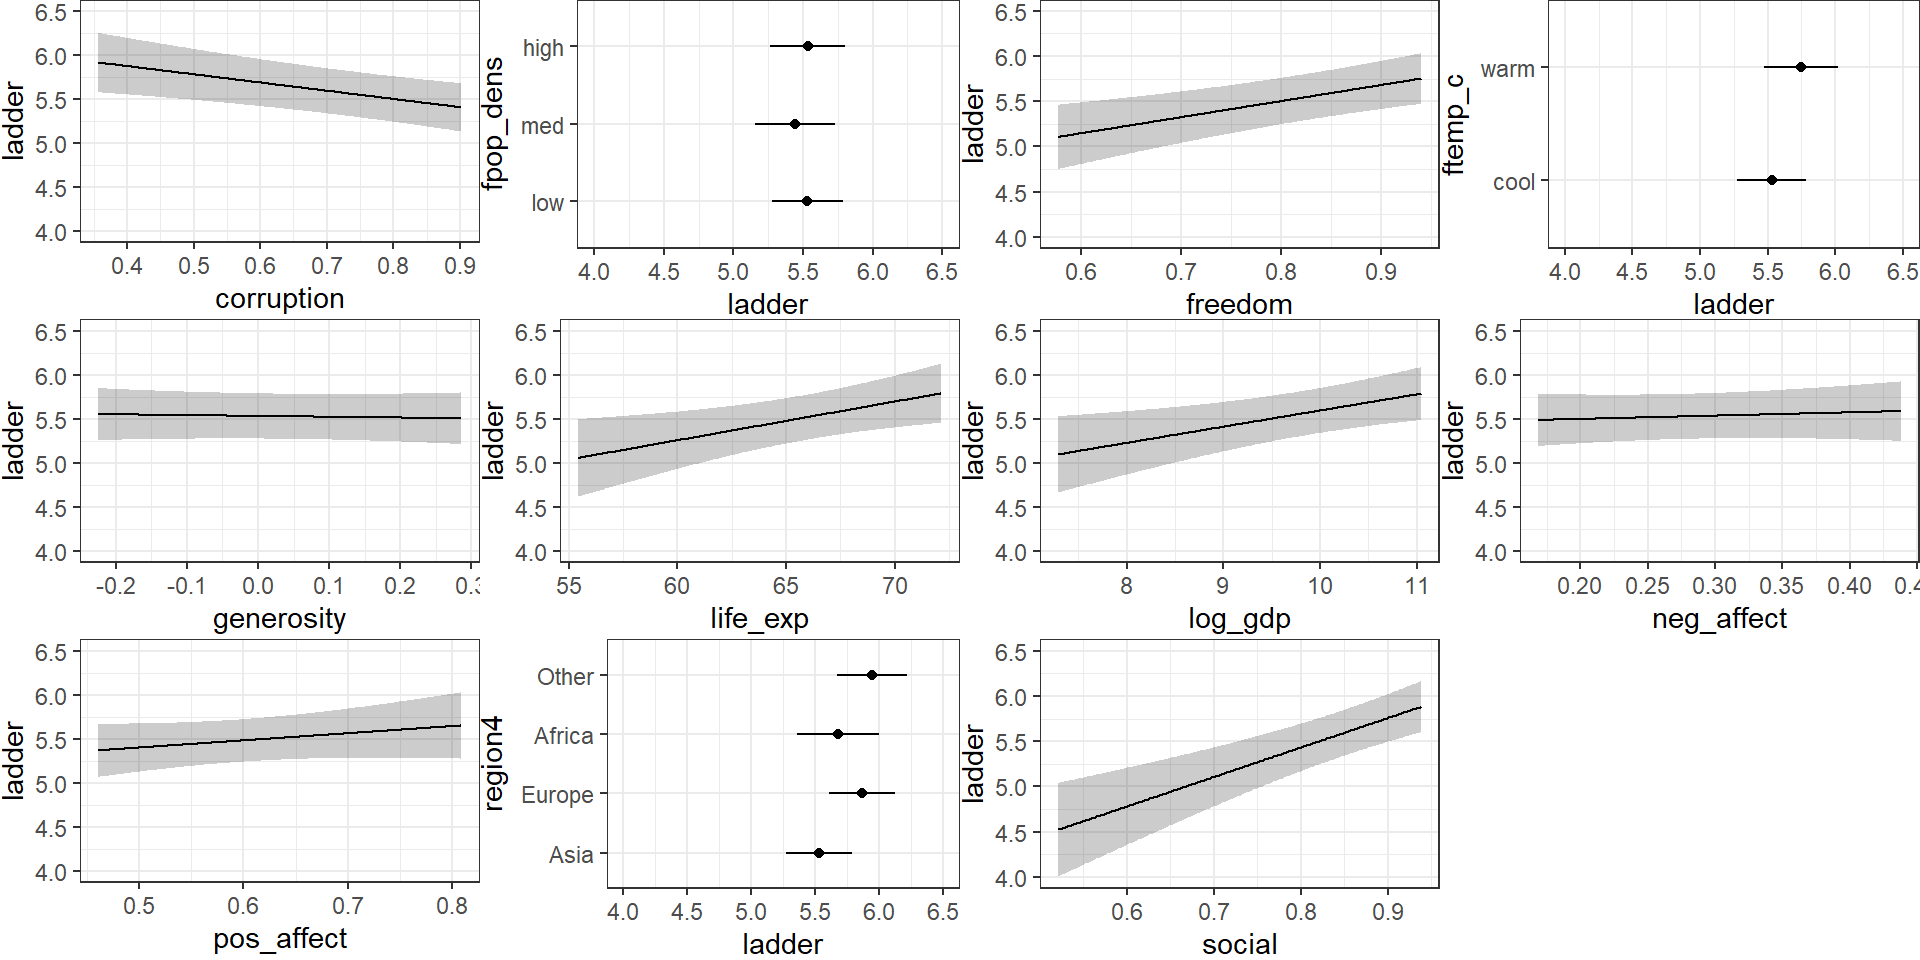 ladder
6.5
6.0
5.5
5.0
4.5
4.0
0.4 0.5 0.6 0.7 0.8 0.9
corruption
fpop_dens
high
med
low
4.0 4.5 5.0 5.5 6.0 6.5
ladder
ladder
6.5
6.0
5.5
5.0
4.5
4.0
0.6 0.7 0.8 0.9
freedom
ftemp_c
warm
cool
4.0 4.5 5.0 5.5 6.0 6.5
ladder
ladder
6.5
6.0
5.5
5.0
4.5
4.0
-0.2 -0.1 0.0 0.1 0.2
generosity
ladder
6.5
6.0
5.5
5.0
4.5
4.0
55 60 65 70
life_exp
ladder
6.5
6.0
5.5
5.0
4.5
4.0
8 9 10 11
log_gdp
ladder
6.5
6.0
5.5
5.0
4.5
4.0
0.20 0.25 0.30 0.35 0.40
neg_affect
ladder
6.5
6.0
5.5
5.0
4.5
4.0
0.5 0.6 0.7 0.8
pos_affect
region4
Other
Africa
Europe
Asia
4.0 4.5 5.0 5.5 6.0 6.5
ladder
ladder
6.5
6.0
5.5
5.0
4.5
4.0
0.6 0.7 0.8 0.9
social